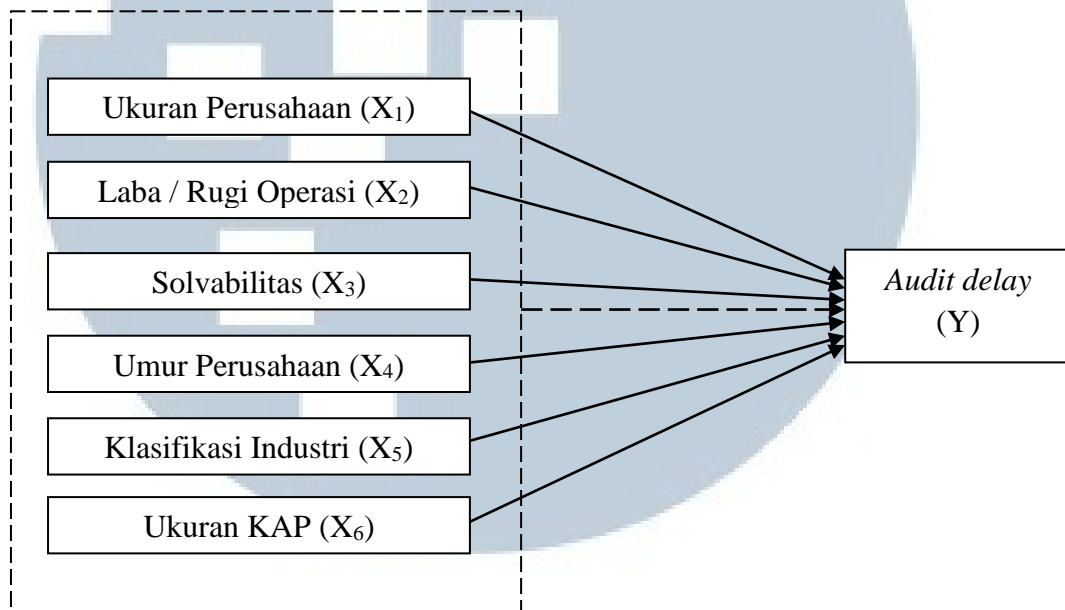 Ukuran Perusahaan (X₁)
Laba / Rugi Operasi (X₂)
Solvabilitas (X₃)
Umur Perusahaan (X₄)
Klasifikasi Industri (X₅)
Ukuran KAP (X₆)
Audit delay
(Y)